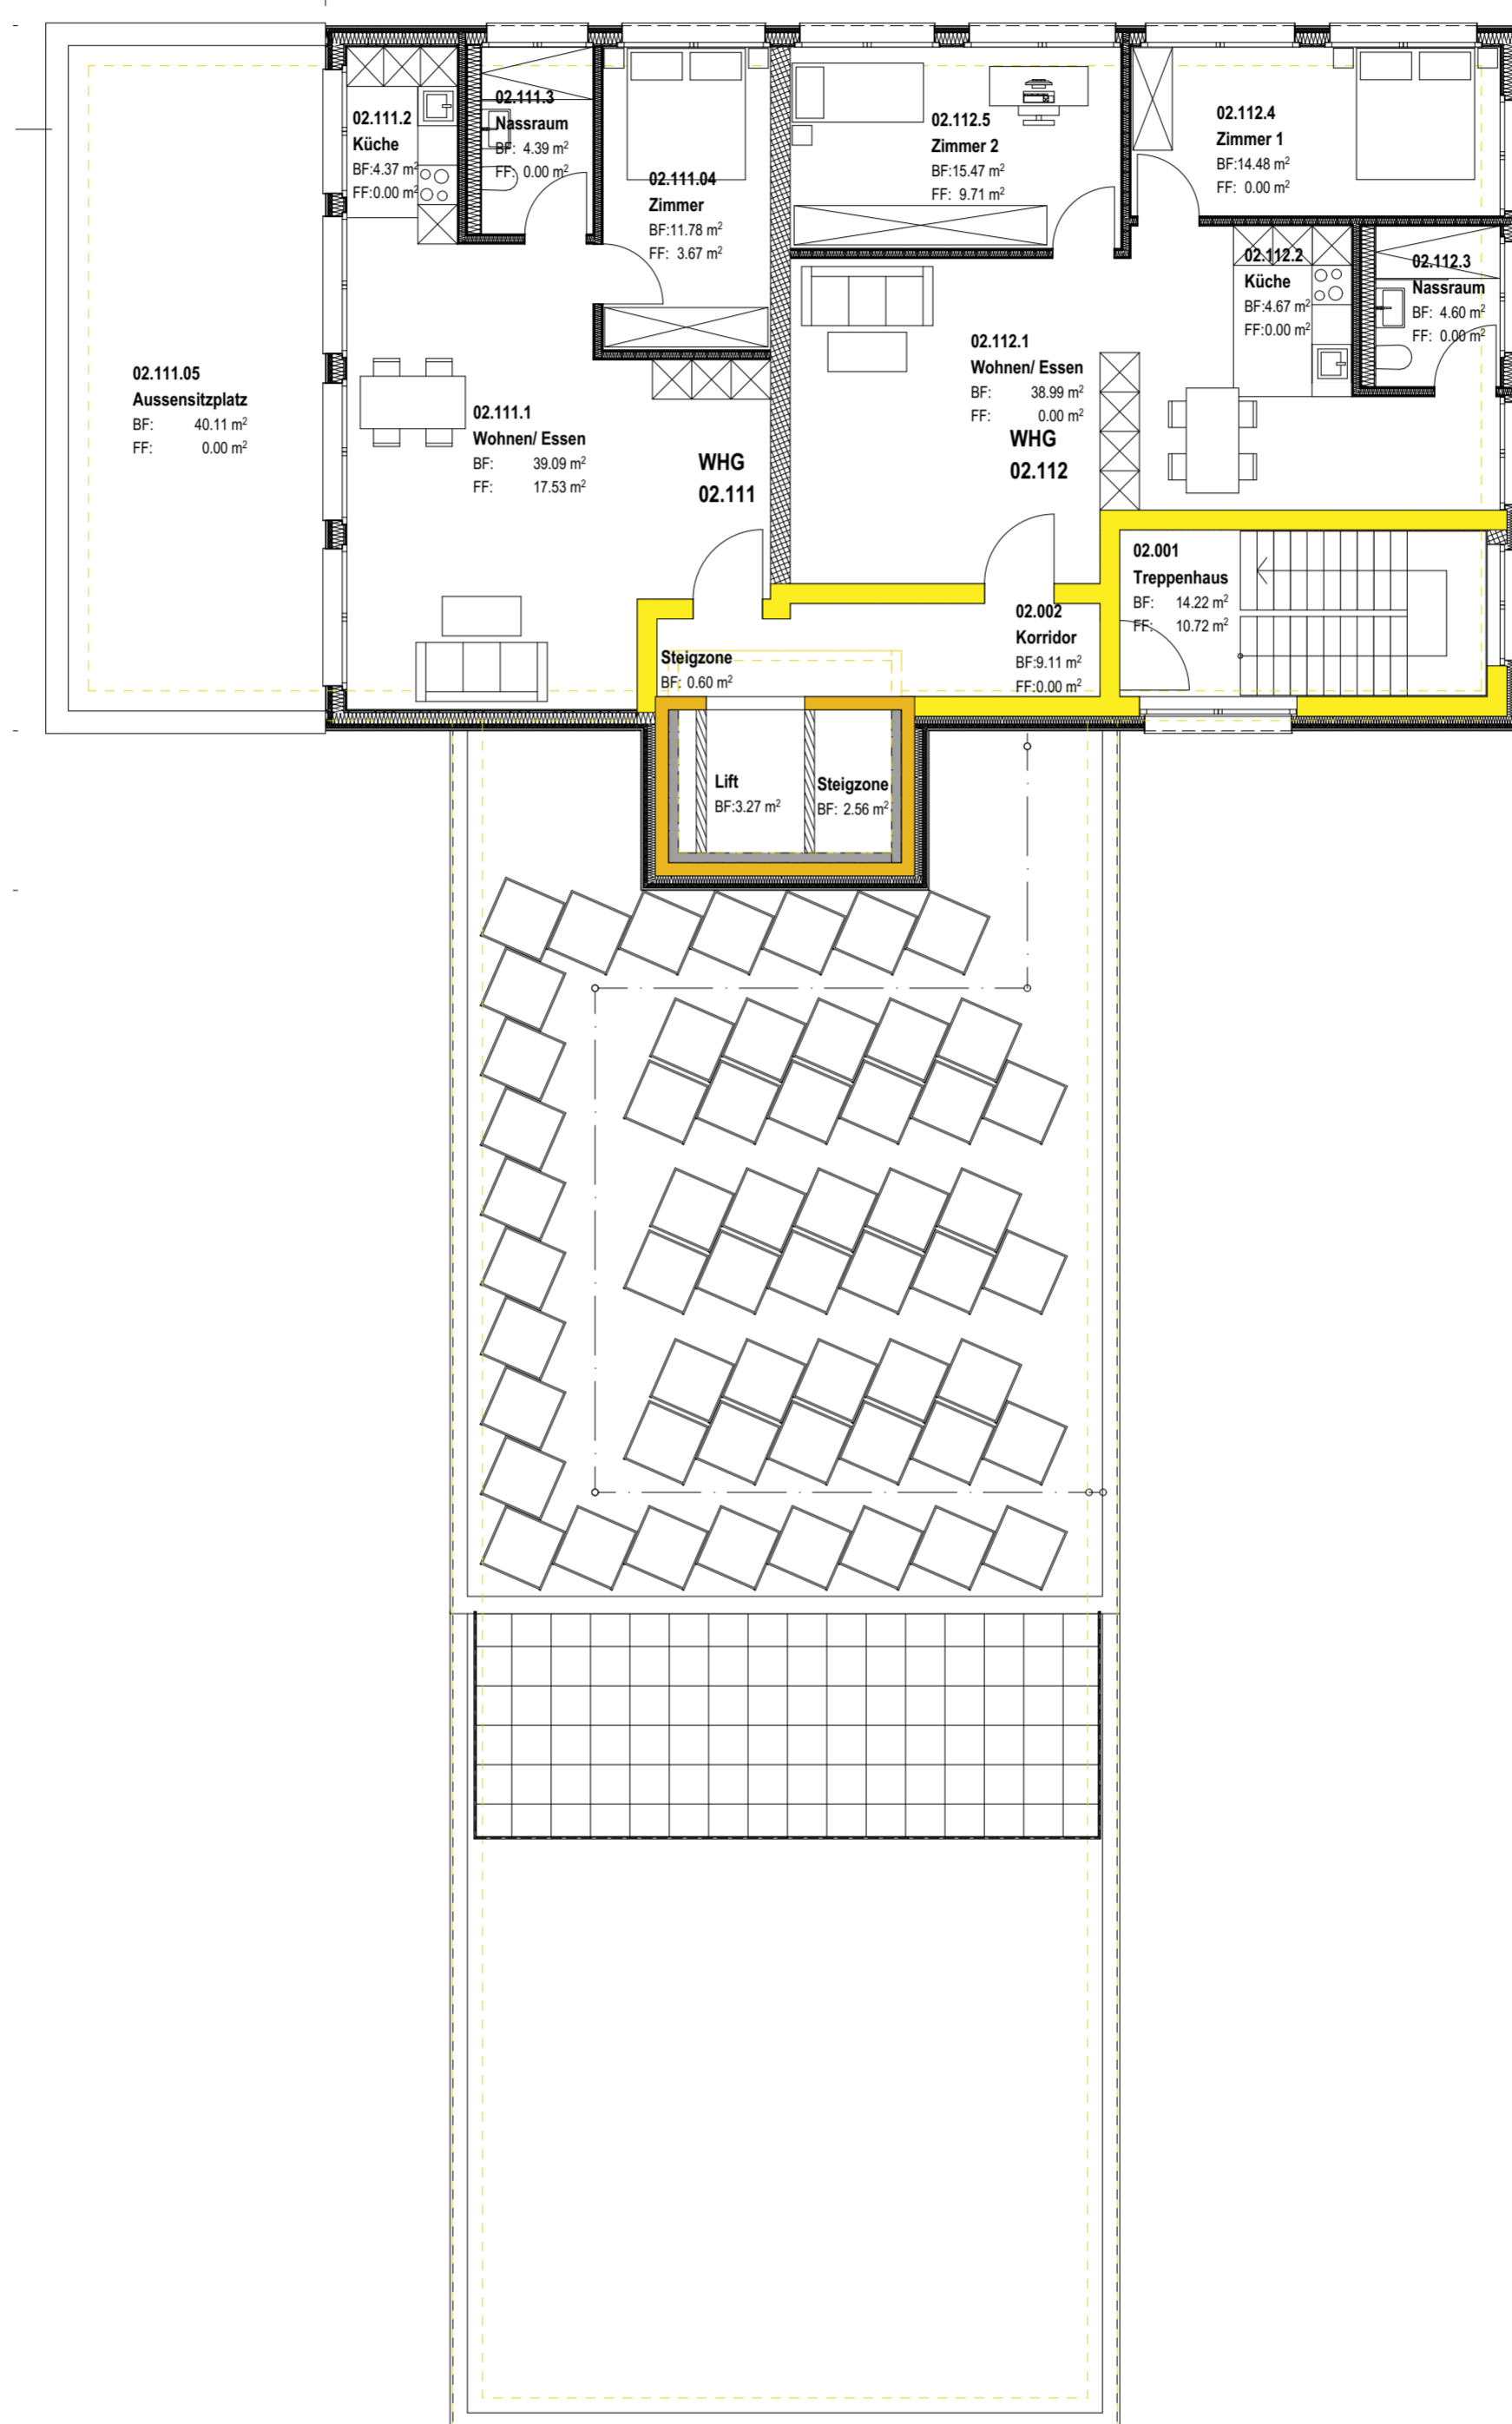 02.111.2
Küche
BF:4.37 m²
FF:0.00 m²
02.111.3
Nassraum
BF: 4.39 m²
FF: 0.00 m²
02.111.04
Zimmer
BF:11.78 m²
FF: 3.67 m²
02.112.5
Zimmer 2
BF:15.47 m²
FF: 9.71 m²
02.112.4
Zimmer 1
BF:14.48 m²
FF: 0.00 m²
02.112.2
Küche
BF:4.67 m²
FF:0.00 m²
02.112.3
Nassraum
BF: 4.60 m²
FF: 0.00 m²
02.111.05
Aussensitzplatz
BF: 40.11 m²
FF: 0.00 m²
02.111.1
Wohnen/ Essen
BF: 39.09 m²
FF: 17.53 m²
WHG
02.111
02.112.1
Wohnen/ Essen
BF: 38.99 m²
FF: 0.00 m²
WHG
02.112
02.001
Treppenhaus
BF: 14.22 m²
FF: 10.72 m²
02.002
Korridor
BF:9.11 m²
FF:0.00 m²
Steigzone
BF: 0.60 m²
Lift
BF:3.27 m²
Steigzone
BF: 2.56 m²